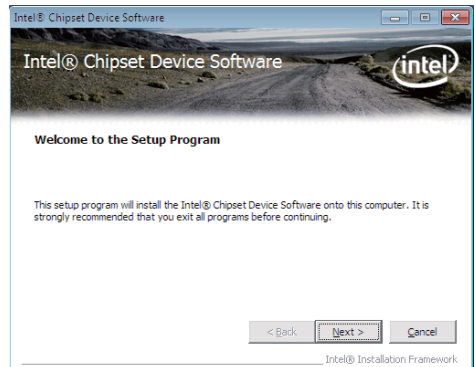 Intel® Chipset Device Software
Intel® Chipset Device Software
intel
Welcome to the Setup Program
This setup program will install the Intel® Chipset Device Software onto this computer. It is
strongly recommended that you exit all programs before continuing.
< Back
Next >
Cancel
Intel® Installation Framework